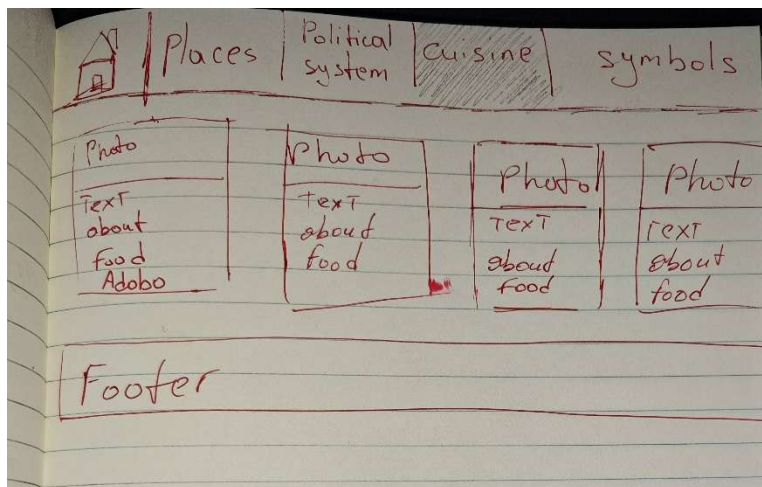 Places
Political
system
cuisine
symbols
Photo
Text
about
food
Adobo
Photo
Text
about
food
Photo
Text
about
food
Photo
Text
about
food
Footer